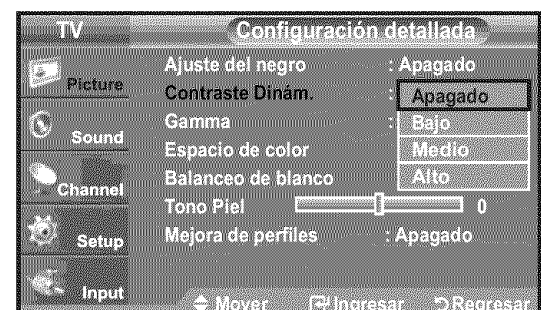 TV Configuración detallada
Picture
Sound
Channel
Setup
Input
Ajuste del negro : Apagado
Contraste Dinám. :
Gamma :
Espacio de color
Balanceo de blanco
Tono Piel 0
Mejora de perfiles : Apagado
Apagado
Bajo
Medio
Alto
Mover Ingresar Regresar